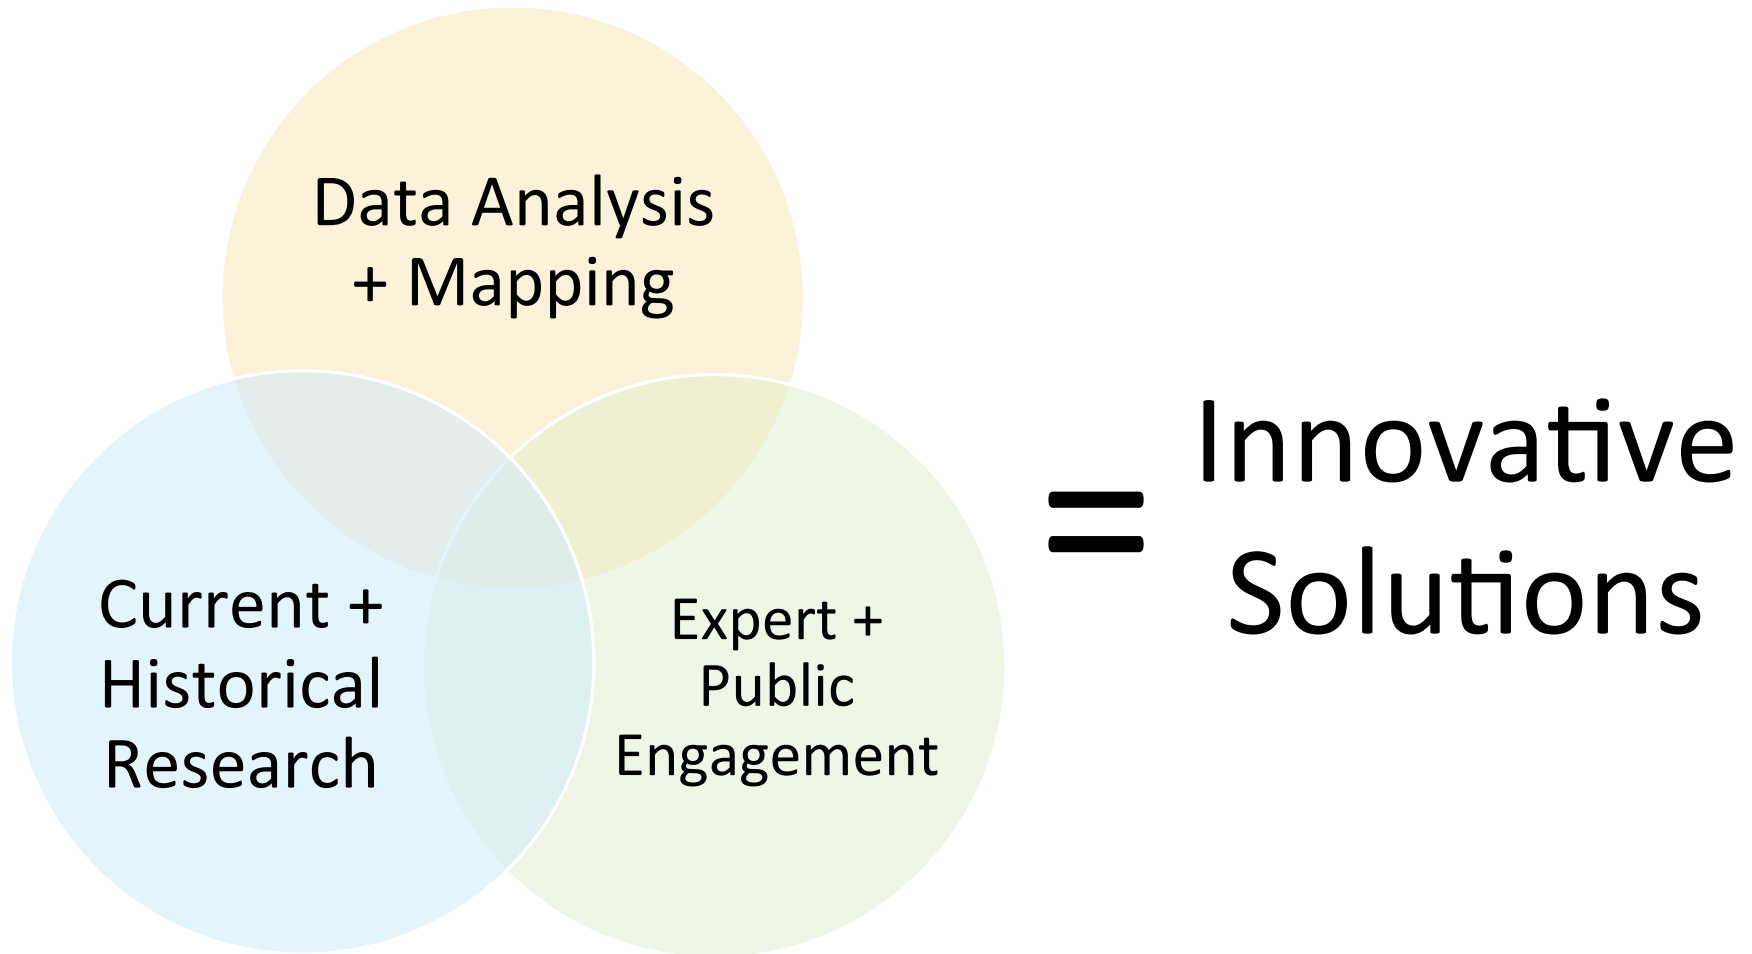 Data Analysis
+ Mapping
Current +
Historical
Research
Expert +
Public
Engagement
=
Innovative
Solutions